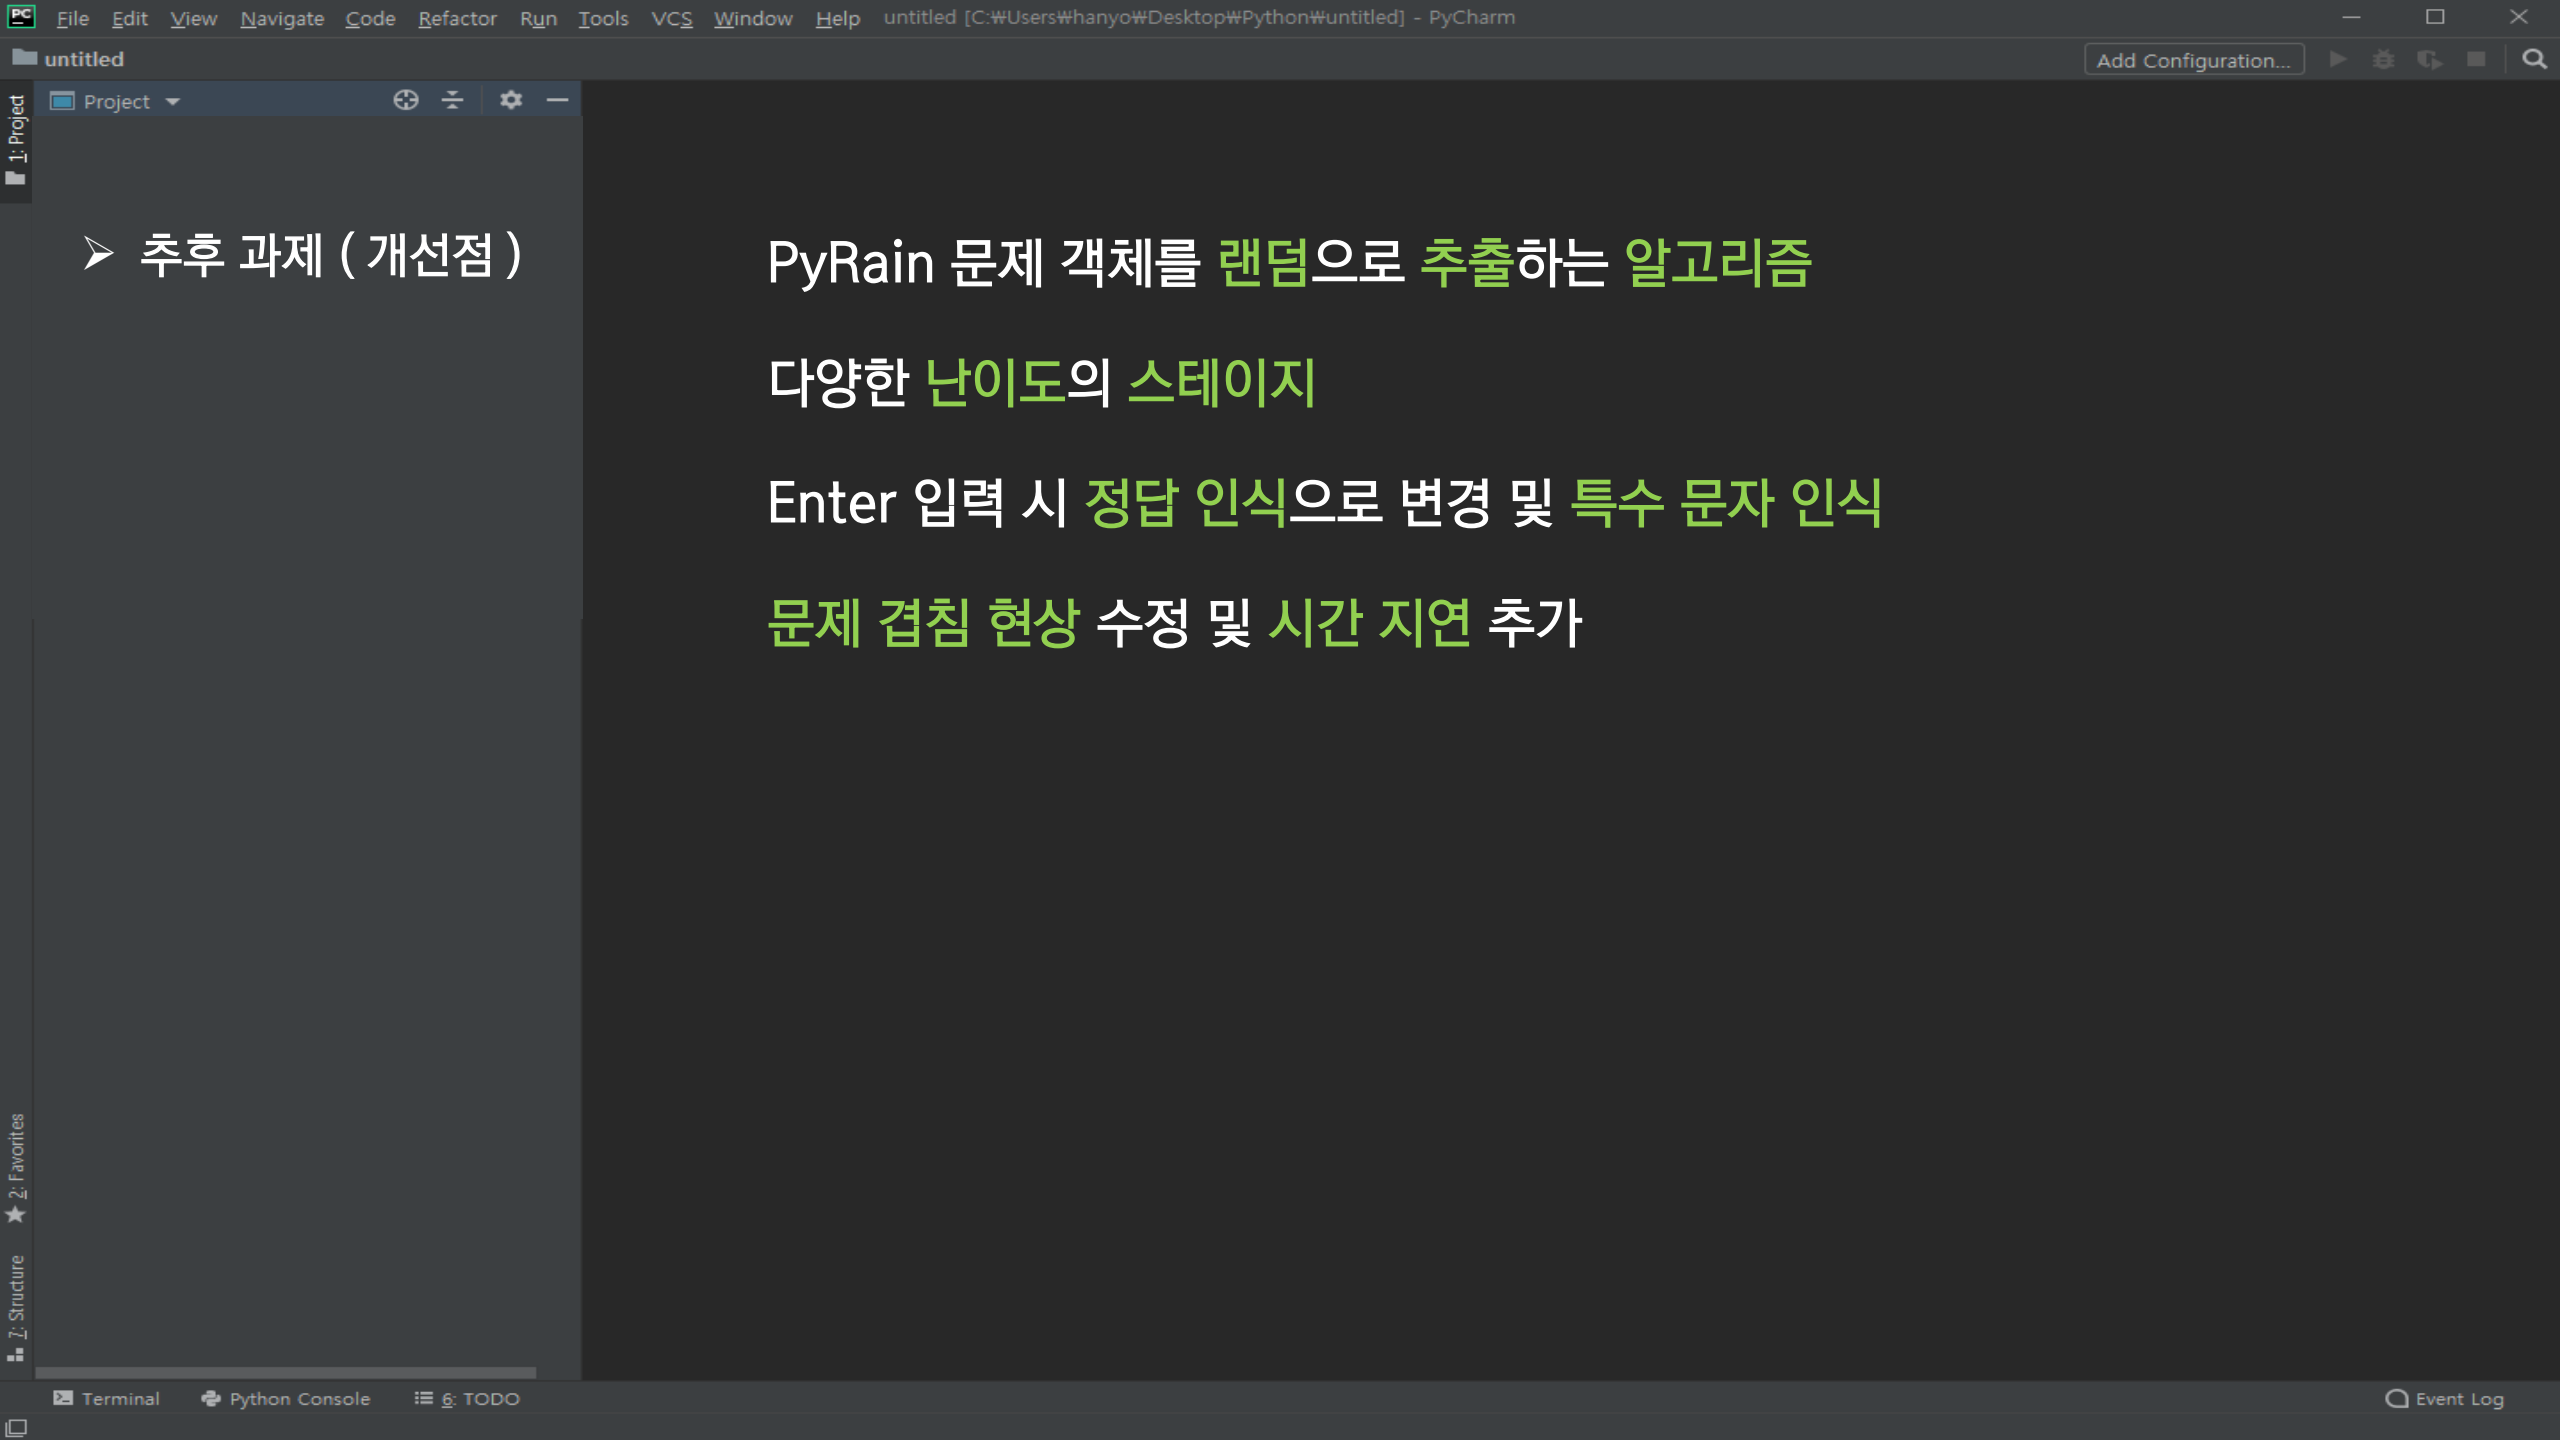 PC File Edit View Navigate Code Refactor Run Tools VCS Window Help untitled [C:₩Users₩hanyo₩Desktop₩Python₩untitled] - PyCharm
untitled
Add Configuration...
Project
1: Project
추후 과제 ( 개선점 )
PyRain 문제 객체를 랜덤으로 추출하는 알고리즘
다양한 난이도의 스테이지
Enter 입력 시 정답 인식으로 변경 및 특수 문자 인식
문제 겹침 현상 수정 및 시간 지연 추가
2: Favorites
7: Structure
Terminal Python Console 6: TODO Event Log